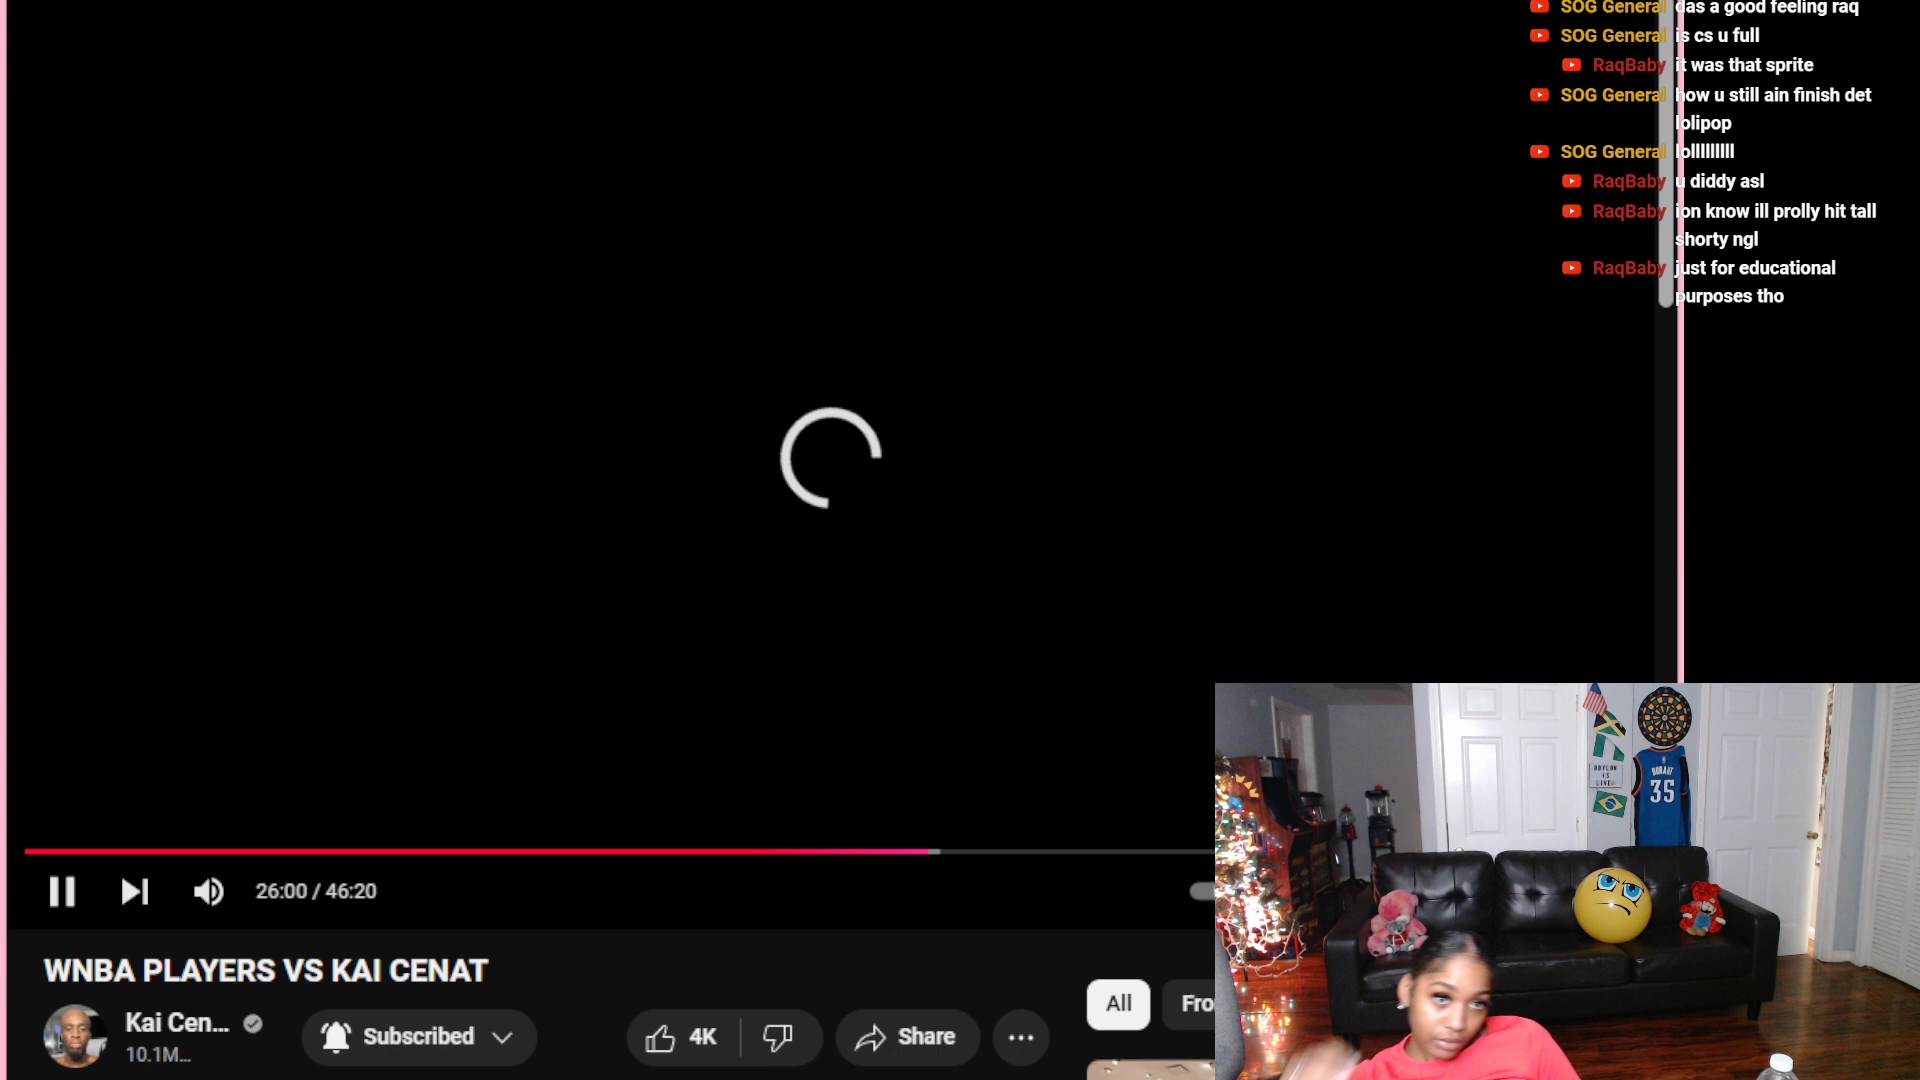 SOG General das a good feeling raq
SOG General is cs u full
RaqBaby it was that sprite
SOG General how u still ain finish det
lolipop
SOG General lolllllllll
RaqBaby u diddy asl
RaqBaby ion know ill prolly hit tall
shorty ngl
RaqBaby just for educational
purposes tho
26:00 / 46:20
WNBA PLAYERS VS KAI CENAT
Kai Cen...
10.1M...
Subscribed
4K
Share
All
Fro
DURANT
35
IS
LIVE